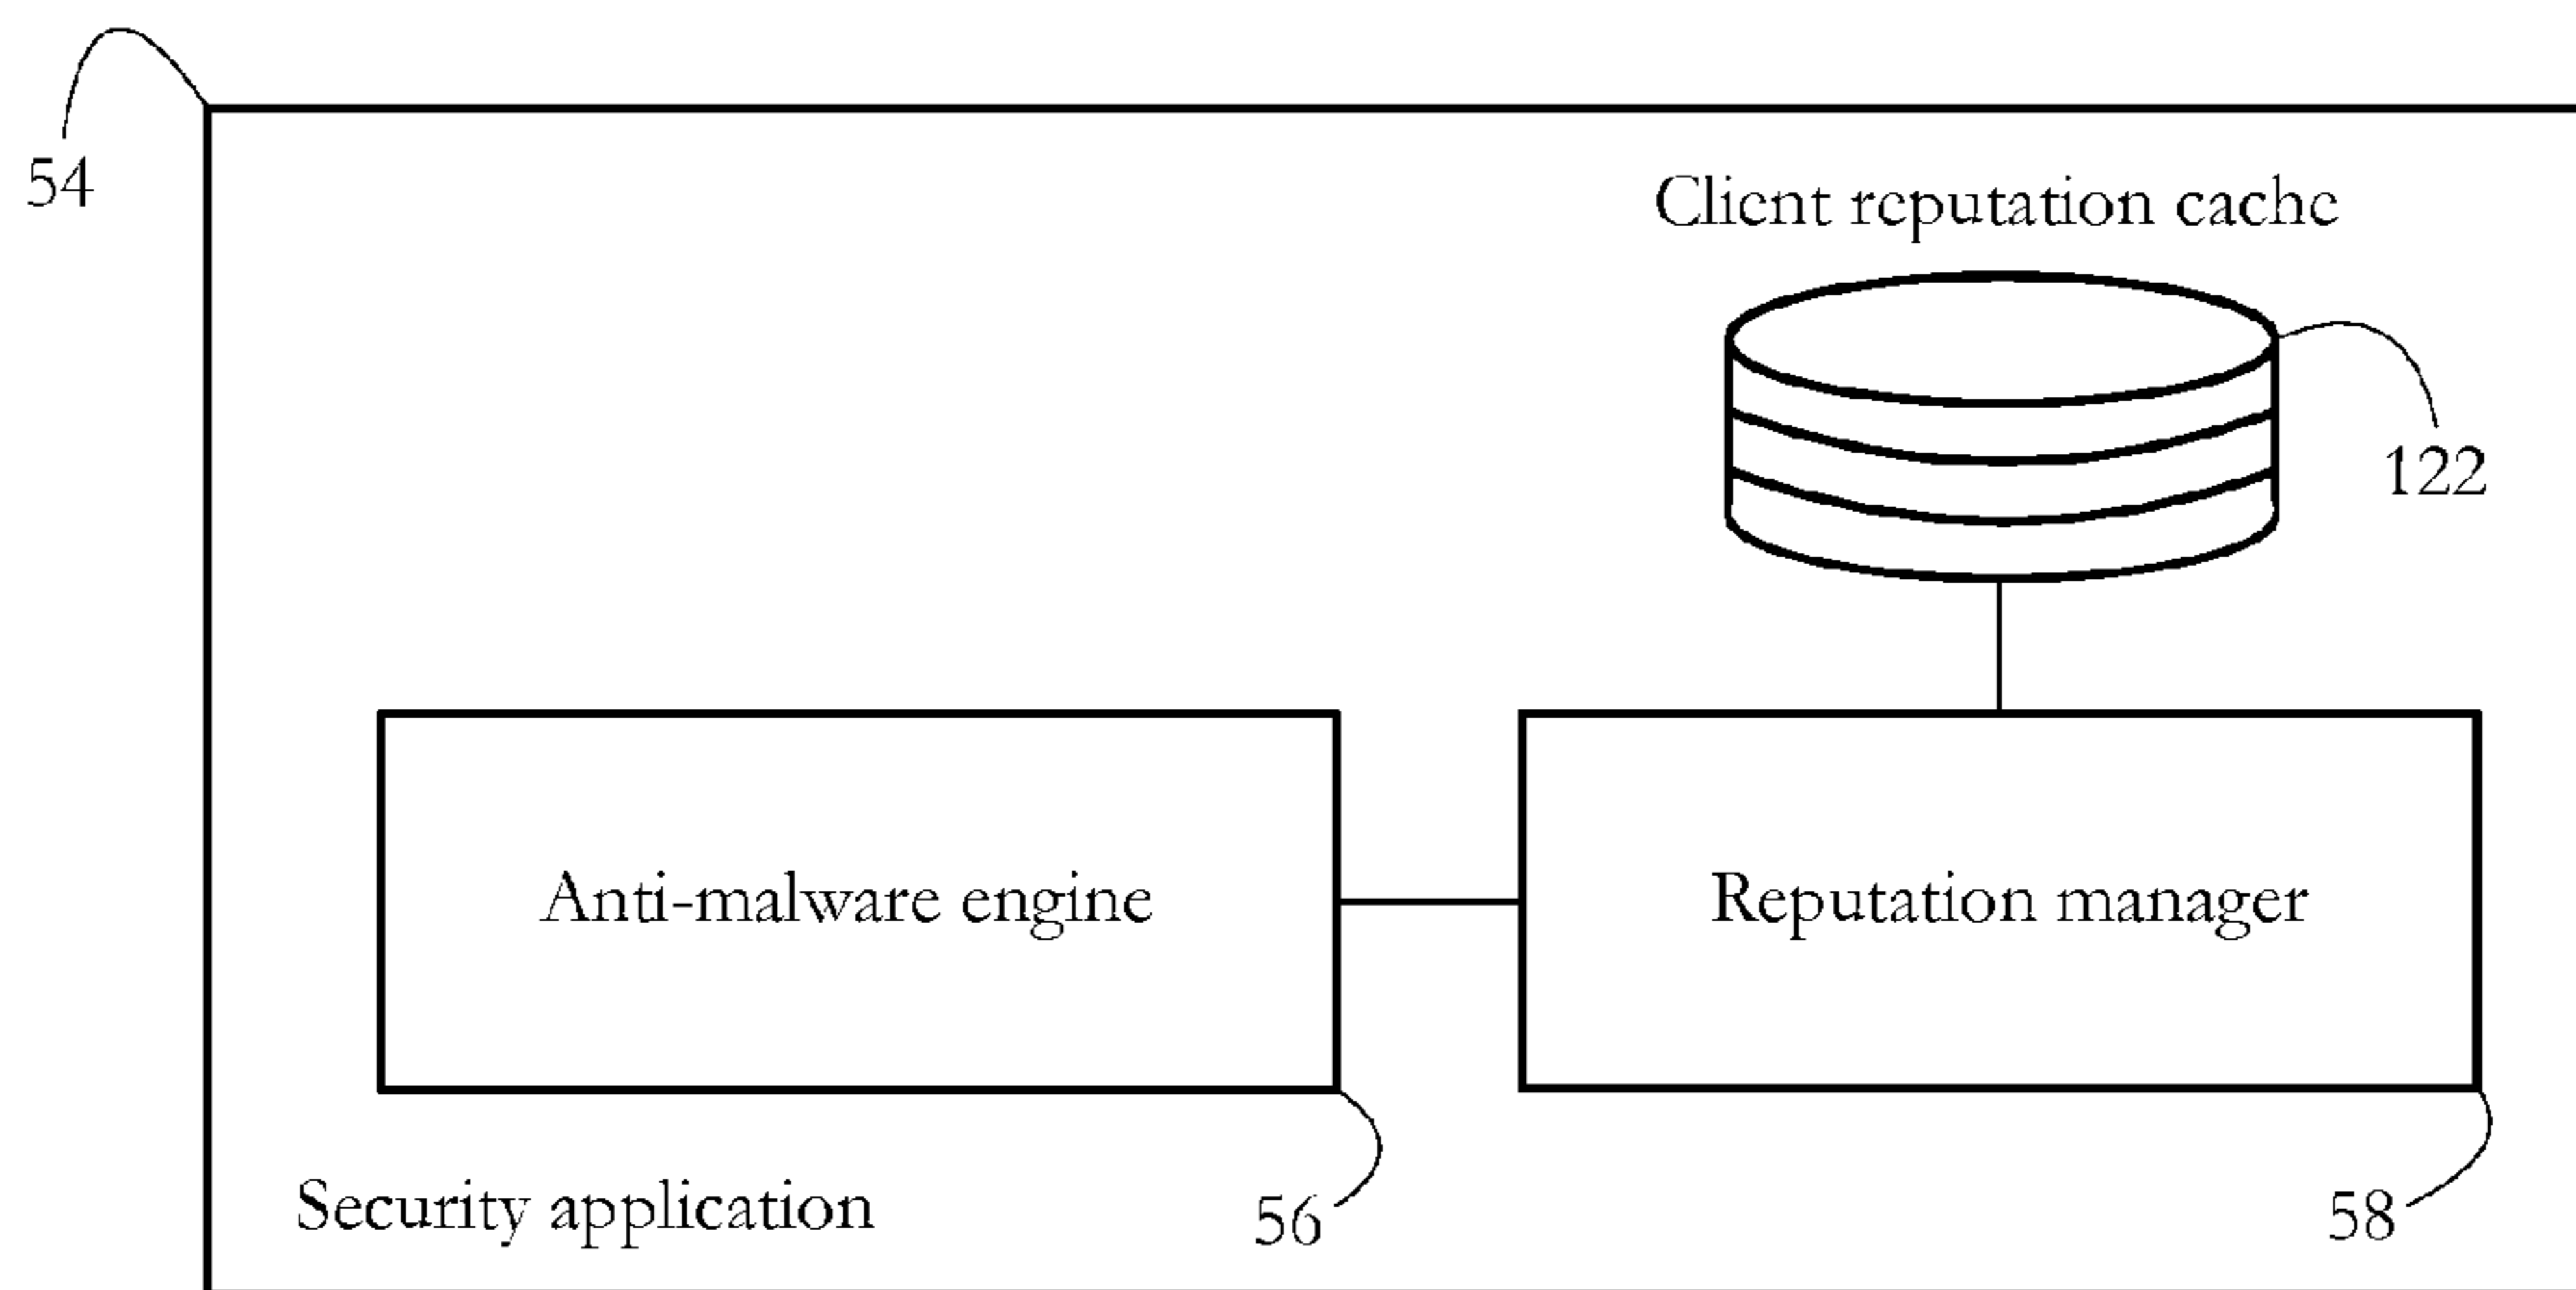 54
Client reputation cache
122
Anti-malware engine
Reputation manager
Security application
56
58